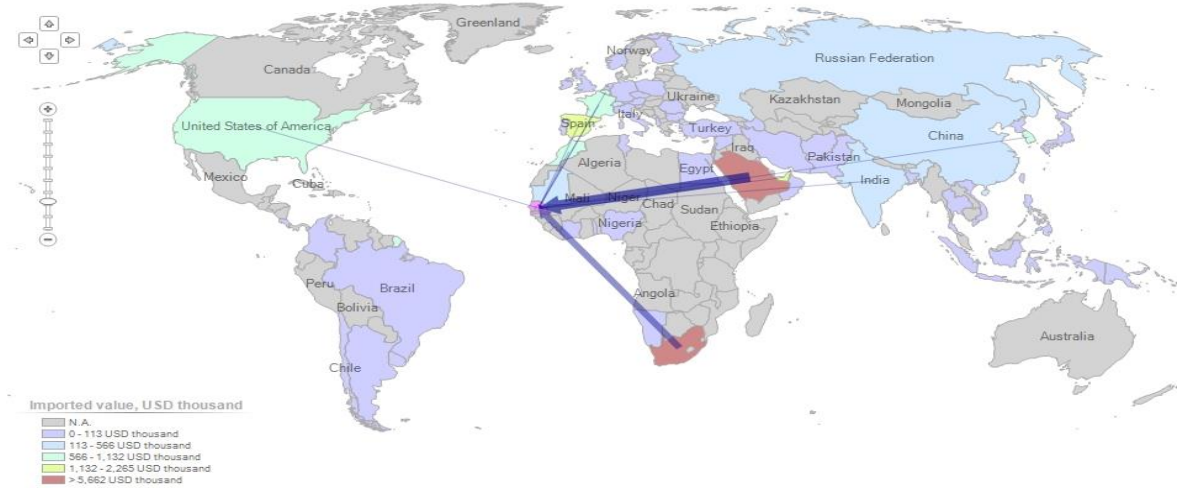 Greenland
Norway
Russian Federation
Canada
Ukraine
Kazakhstan
Mongolia
United States of America
Spain
Italy
Turkey
China
Iraq
Algeria
Egypt
Pakistan
Mexico
Cuba
India
Mali
Niger
Chad
Sudan
Nigeria
Ethiopia
Peru
Brazil
Angola
Bolivia
Australia
Chile
Imported value, USD thousand
N.A.
0 - 113 USD thousand
113 - 566 USD thousand
566 - 1,132 USD thousand
1,132 - 2,265 USD thousand
> 5,662 USD thousand